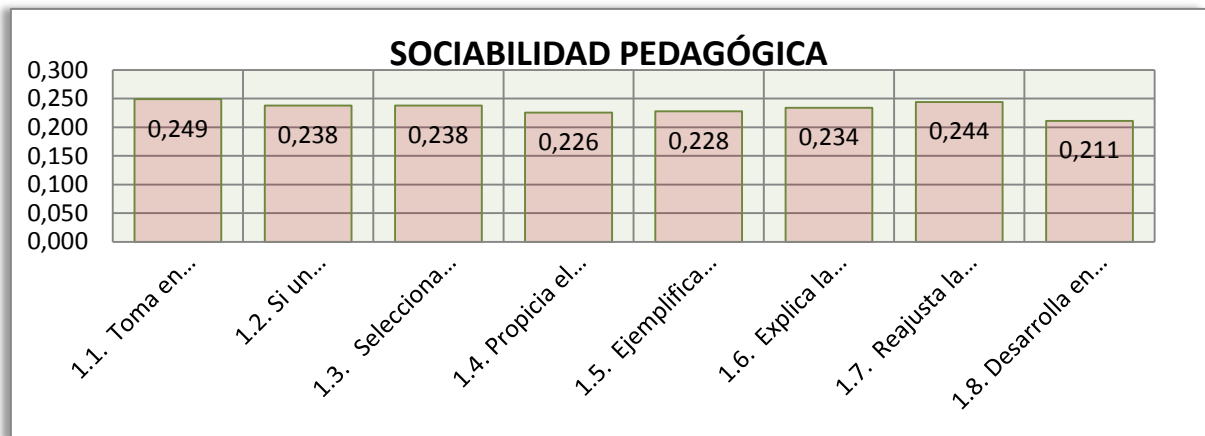 SOCIABILIDAD PEDAGÓGICA
0,300
0,250
0,200
0,150
0,100
0,050
0,000
0,249
0,238
0,238
0,226
0,228
0,234
0,244
0,211
1.1. Toma en...
1.2. Si un...
1.3. Selecciona...
1.4. Propicia el...
1.5. Ejemplifica...
1.6. Explica la...
1.7. Reajusta la...
1.8. Desarrolla en...